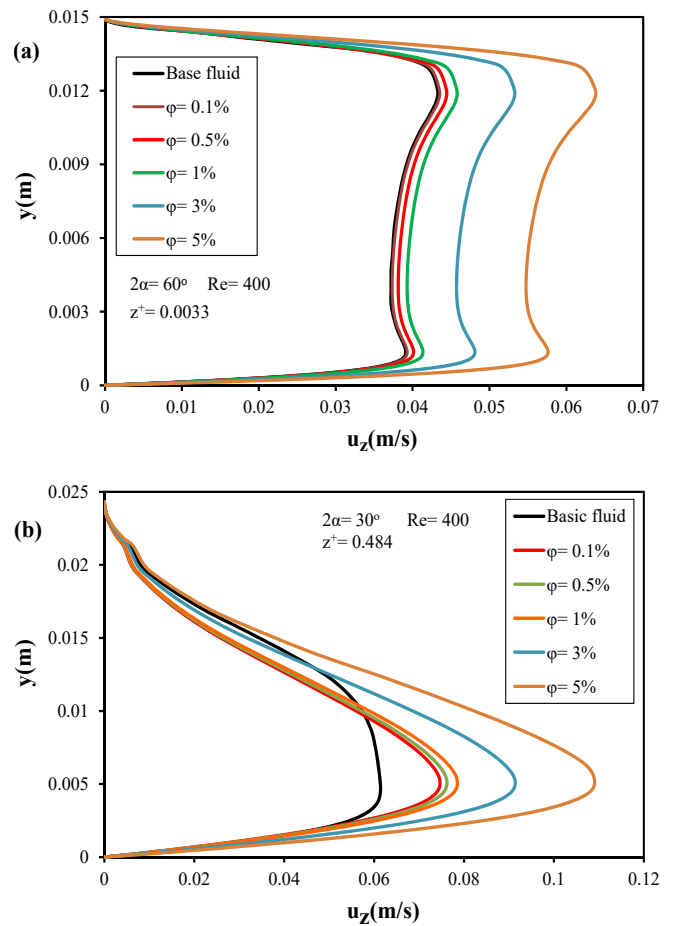 (a)
0.015
0.012
0.009
0.006
0.003
0
y(m)
Base fluid
φ= 0.1%
φ= 0.5%
φ= 1%
φ= 3%
φ= 5%
2α= 60º Re= 400
z⁺= 0.0033
0 0.01 0.02 0.03 0.04 0.05 0.06 0.07
uz(m/s)
(b)
0.025
0.02
0.015
0.01
0.005
0
y(m)
2α= 30º Re= 400
z⁺= 0.484
Basic fluid
φ= 0.1%
φ= 0.5%
φ= 1%
φ= 3%
φ= 5%
0 0.02 0.04 0.06 0.08 0.1 0.12
uz(m/s)